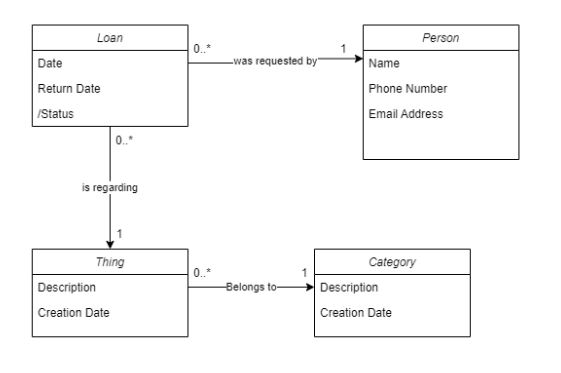 Loan
Date
Return Date
/Status
0..*
was requested by
1
Person
Name
Phone Number
Email Address
0..*
is regarding
1
Thing
Description
Creation Date
0..*
Belongs to
1
Category
Description
Creation Date